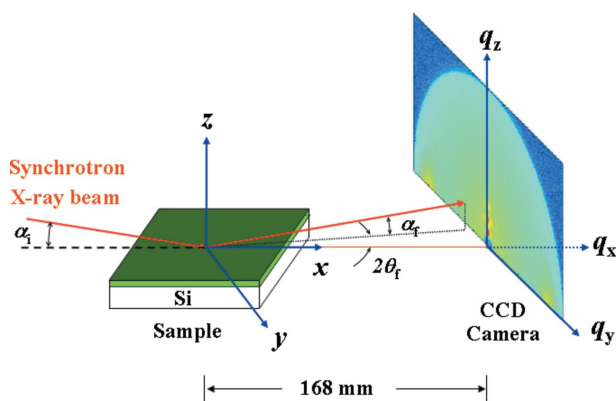 q_z
z
Synchrotron
X-ray beam
α_i
α_f
2θ_f
x
q_x
Si
Sample
y
CCD
Camera
q_y
168 mm